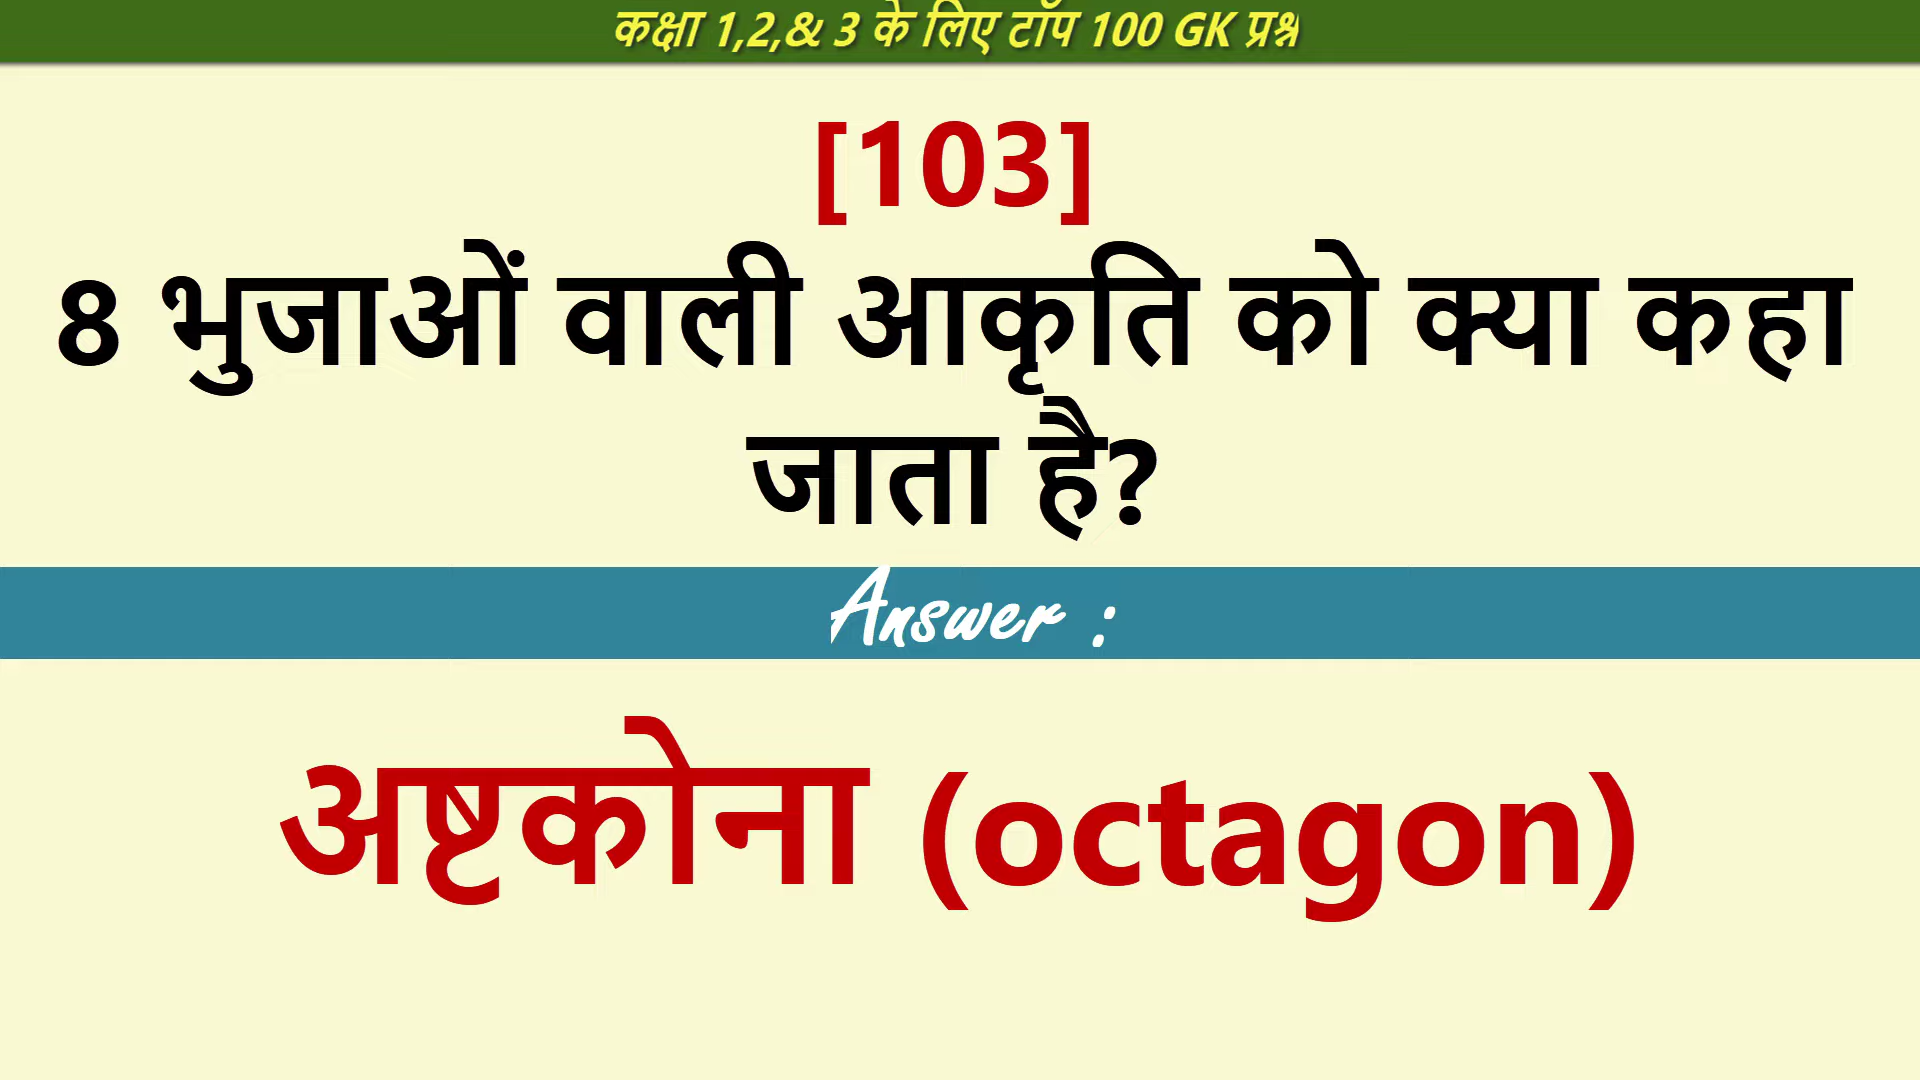 कक्षा 1,2,& 3 के लिए टॉप 100 GK प्रश्न
[103]
8 भुजाओं वाली आकृति को क्या कहा
जाता है?
Answer :
अष्टकोना (octagon)